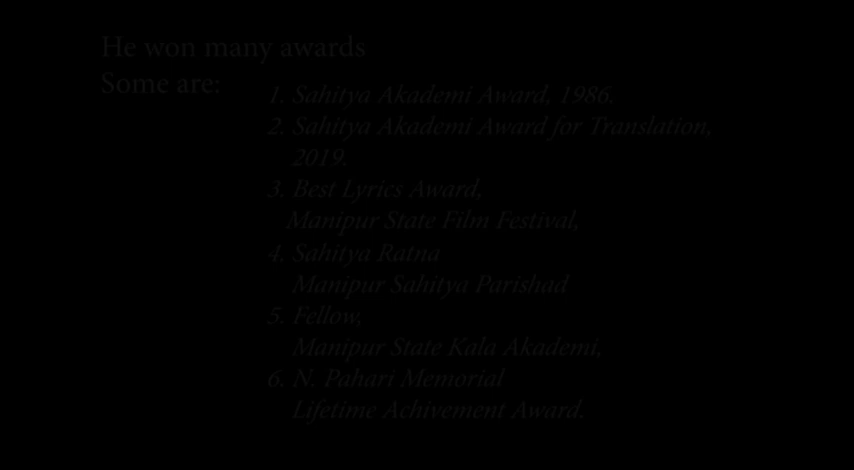 He won many awards
Some are:
1. Sahitya Akademi Award, 1986.
2. Sahitya Akademi Award for Translation,
2019.
3. Best Lyrics Award,
Manipur State Film Festival,
4. Sahitya Ratna
Manipur Sahitya Parishad
5. Fellow,
Manipur State Kala Akademi,
6. N. Pahari Memorial
Lifetime Achivement Award.